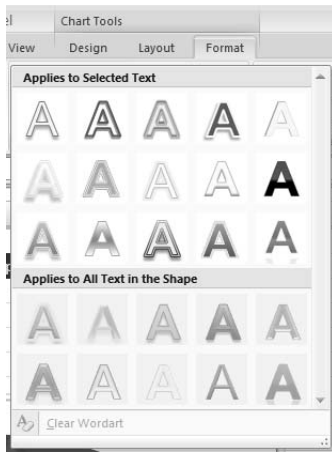 Chart Tools
View Design Layout Format
Applies to Selected Text
A A A A A
A A A A A
A A A A A
Applies to All Text in the Shape
A A A A A
A A A A A
Clear Wordart